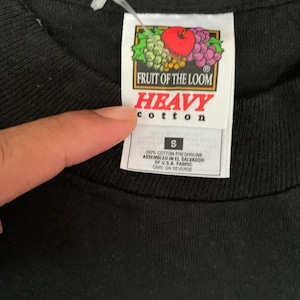 FRUIT OF THE LOOM®
HEAVY
cotton
S
100% COTTON PRESHRUNK
ASSEMBLED IN EL SALVADOR
OF U.S.A. FABRIC
CARE ON REVERSE